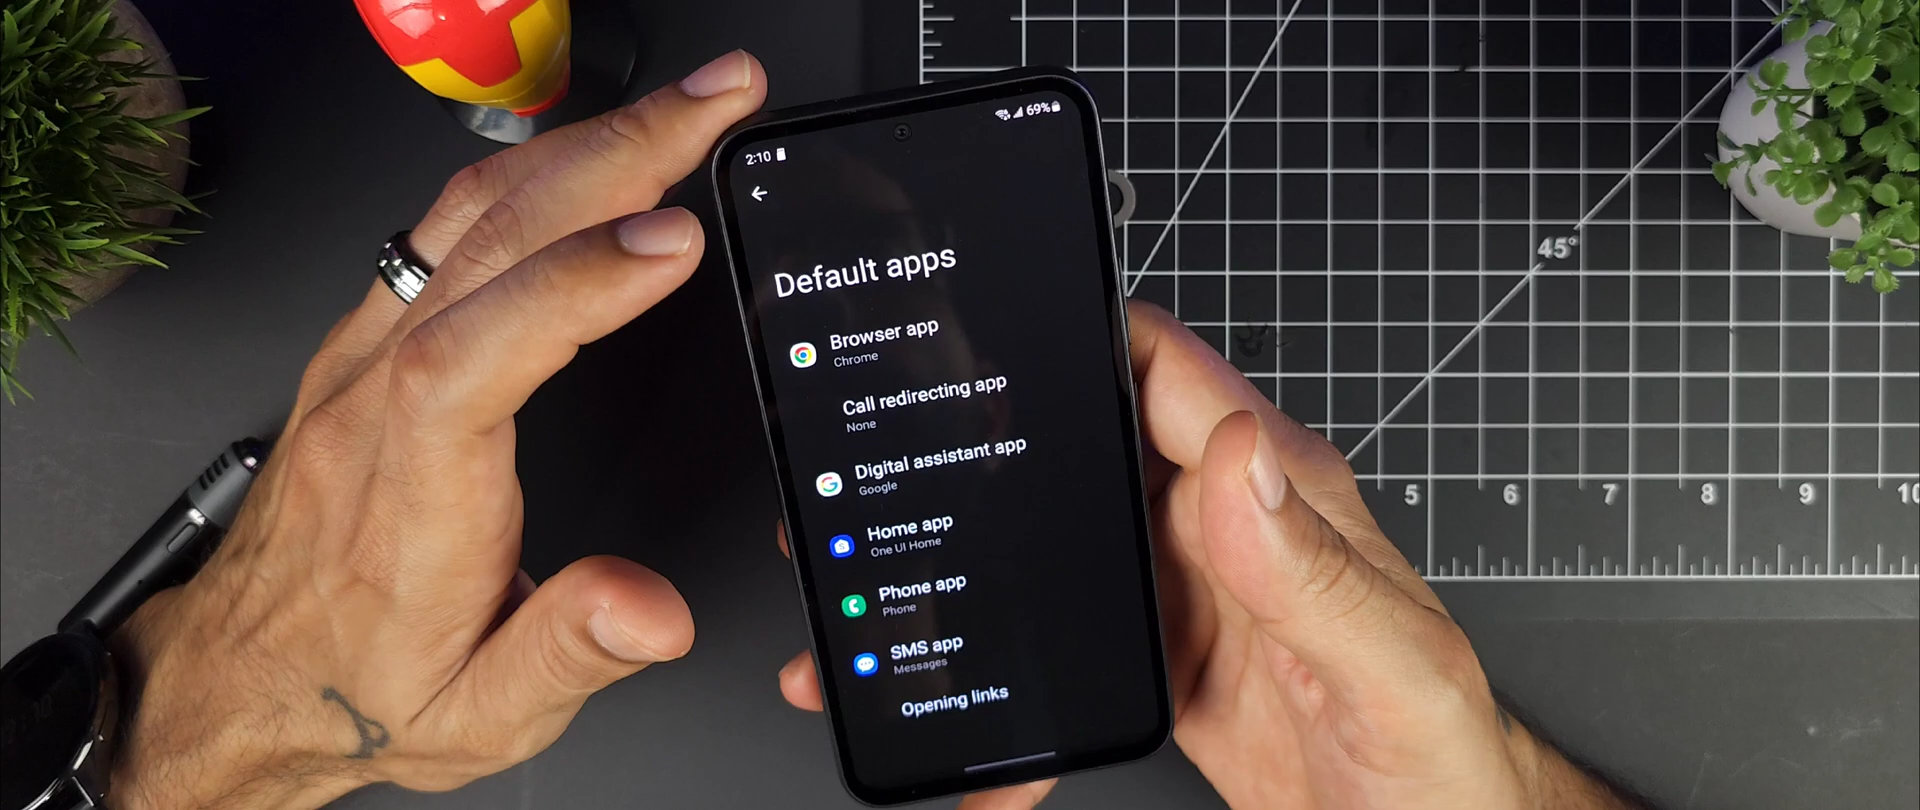 2:10
69%
Default apps
Browser app
Chrome
Call redirecting app
None
Digital assistant app
Google
Home app
One UI Home
Phone app
Phone
SMS app
Messages
Opening links
45°
5 6 7 8 9 10